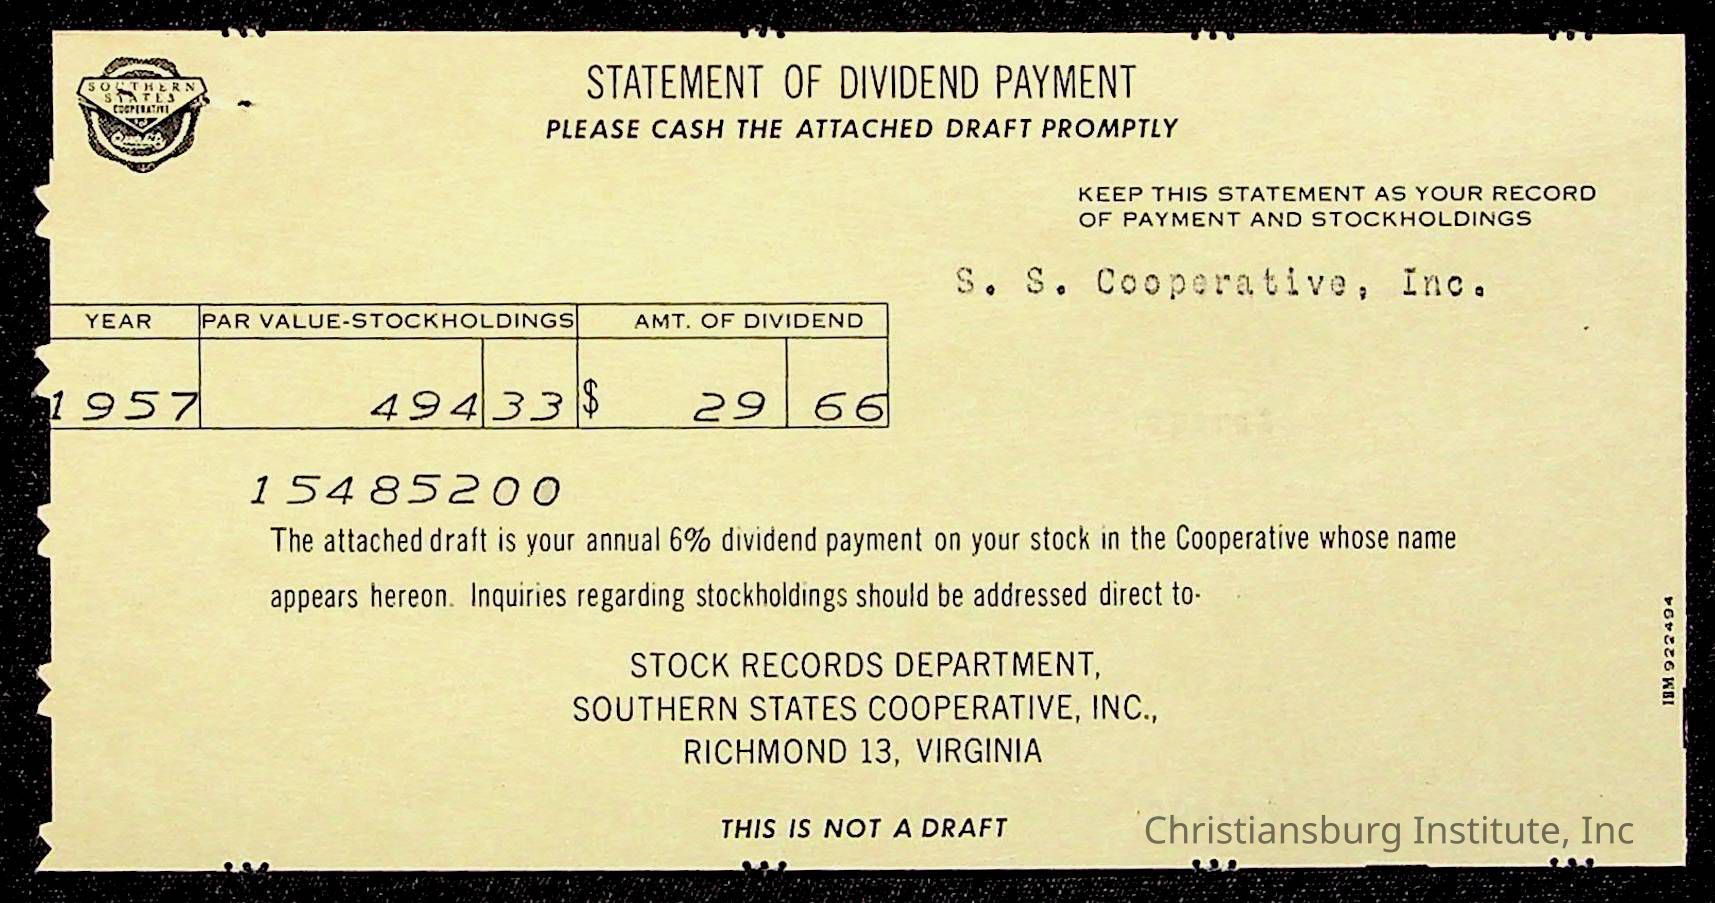 SOUTHERN
STATES
COOPERATIVE
STATEMENT OF DIVIDEND PAYMENT
PLEASE CASH THE ATTACHED DRAFT PROMPTLY
KEEP THIS STATEMENT AS YOUR RECORD
OF PAYMENT AND STOCKHOLDINGS
S. S. Cooperative, Inc.
YEAR PAR VALUE-STOCKHOLDINGS AMT. OF DIVIDEND
1957 494 33 $ 29 66
15485200
The attached draft is your annual 6% dividend payment on your stock in the Cooperative whose name
appears hereon. Inquiries regarding stockholdings should be addressed direct to-
STOCK RECORDS DEPARTMENT,
SOUTHERN STATES COOPERATIVE, INC.,
RICHMOND 13, VIRGINIA
THIS IS NOT A DRAFT
IBM 922494
Christiansburg Institute, Inc